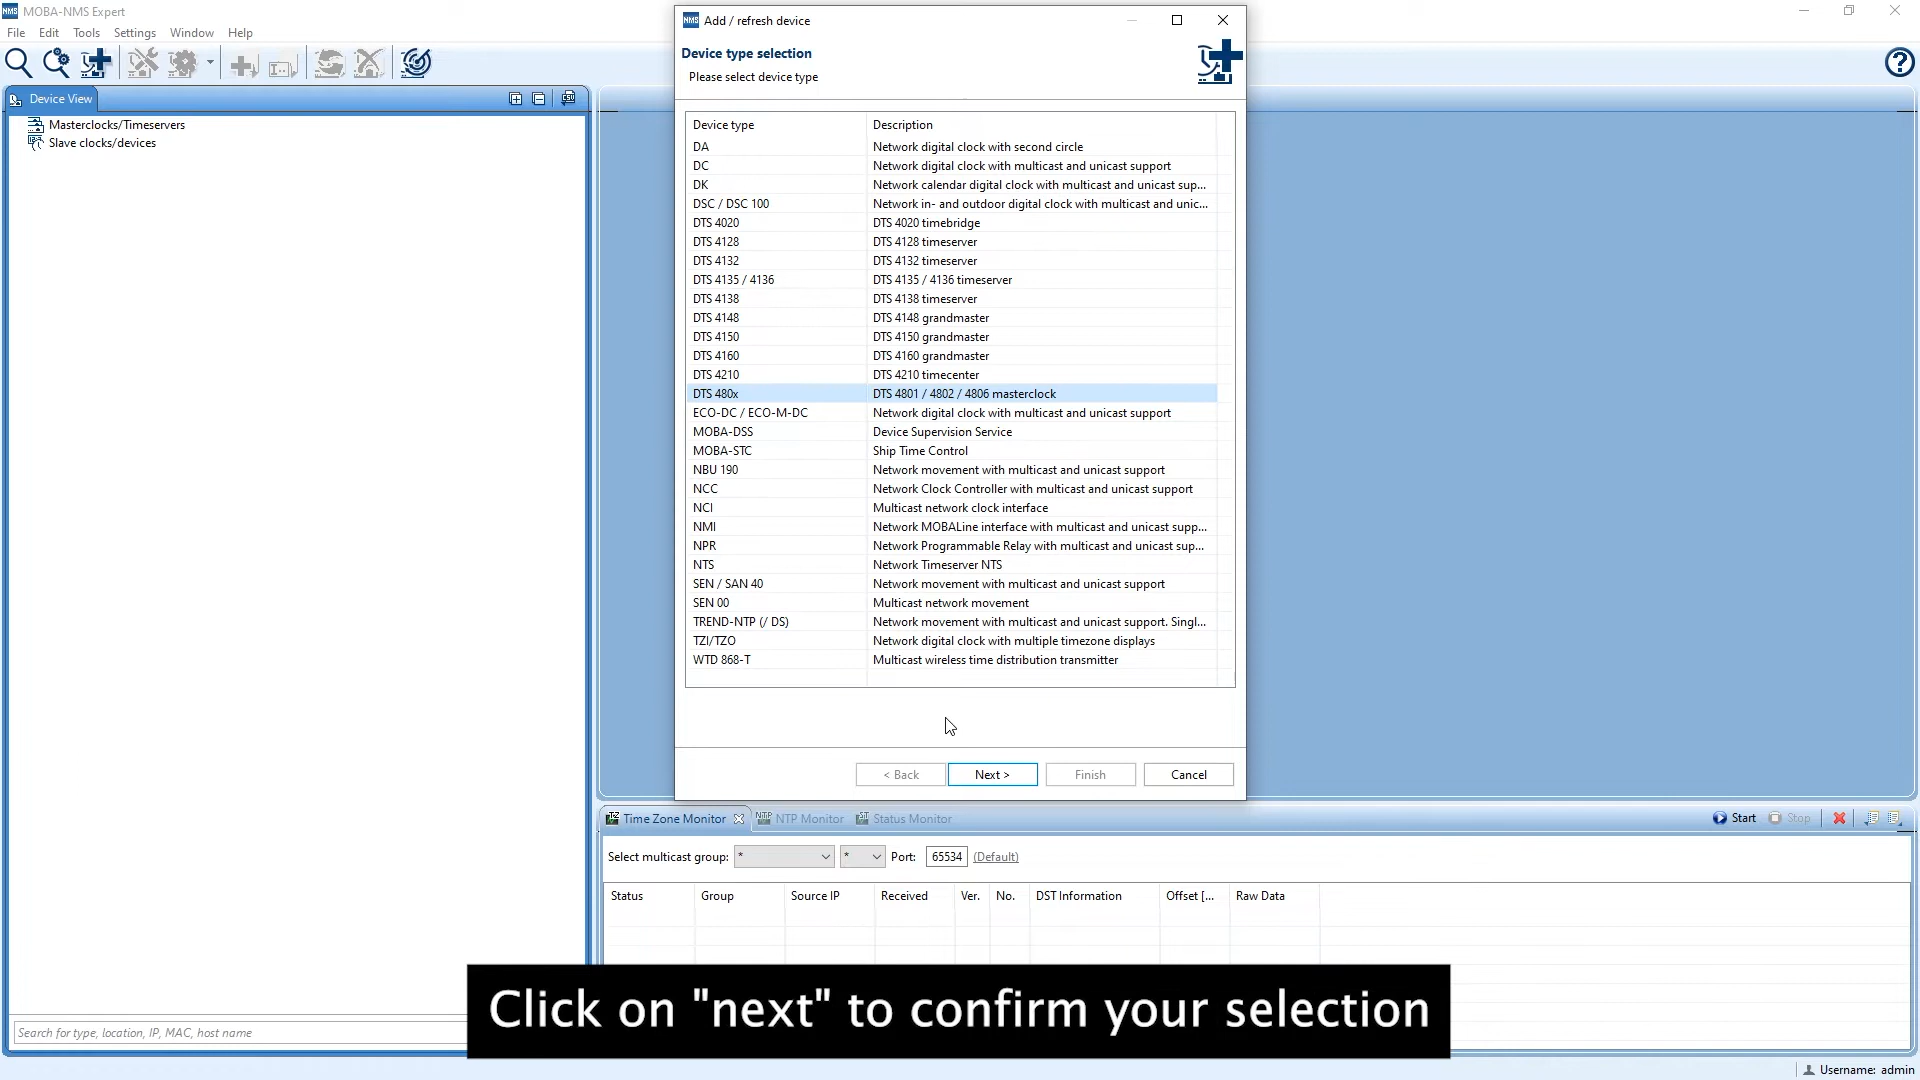 MOBA-NMS Expert
File Edit Tools Settings Window Help
Device View
Masterclocks/Timeservers
Slave clocks/devices
Search for type, location, IP, MAC, host name
NMS Add / refresh device
Device type selection
Please select device type
Device type Description
DA Network digital clock with second circle
DC Network digital clock with multicast and unicast support
DK Network calendar digital clock with multicast and unicast sup...
DSC / DSC 100 Network in- and outdoor digital clock with multicast and unic...
DTS 4020 DTS 4020 timebridge
DTS 4128 DTS 4128 timeserver
DTS 4132 DTS 4132 timeserver
DTS 4135 / 4136 DTS 4135 / 4136 timeserver
DTS 4138 DTS 4138 timeserver
DTS 4148 DTS 4148 grandmaster
DTS 4150 DTS 4150 grandmaster
DTS 4160 DTS 4160 grandmaster
DTS 4210 DTS 4210 timecenter
DTS 480x DTS 4801 / 4802 / 4806 masterclock
ECO-DC / ECO-M-DC Network digital clock with multicast and unicast support
MOBA-DSS Device Supervision Service
MOBA-STC Ship Time Control
NBU 190 Network movement with multicast and unicast support
NCC Network Clock Controller with multicast and unicast support
NCI Multicast network clock interface
NMI Network MOBALine interface with multicast and unicast supp...
NPR Network Programmable Relay with multicast and unicast sup...
NTS Network Timeserver NTS
SEN / SAN 40 Network movement with multicast and unicast support
SEN 00 Multicast network movement
TREND-NTP (/ DS) Network movement with multicast and unicast support. Singl...
TZI/TZO Network digital clock with multiple timezone displays
WTD 868-T Multicast wireless time distribution transmitter
< Back Next > Finish Cancel
Time Zone Monitor NTP Monitor Status Monitor Start Stop
Select multicast group: * * Port: 65534 (Default)
Status Group Source IP Received Ver. No. DST Information Offset [... Raw Data
Click on "next" to confirm your selection
Username: admin